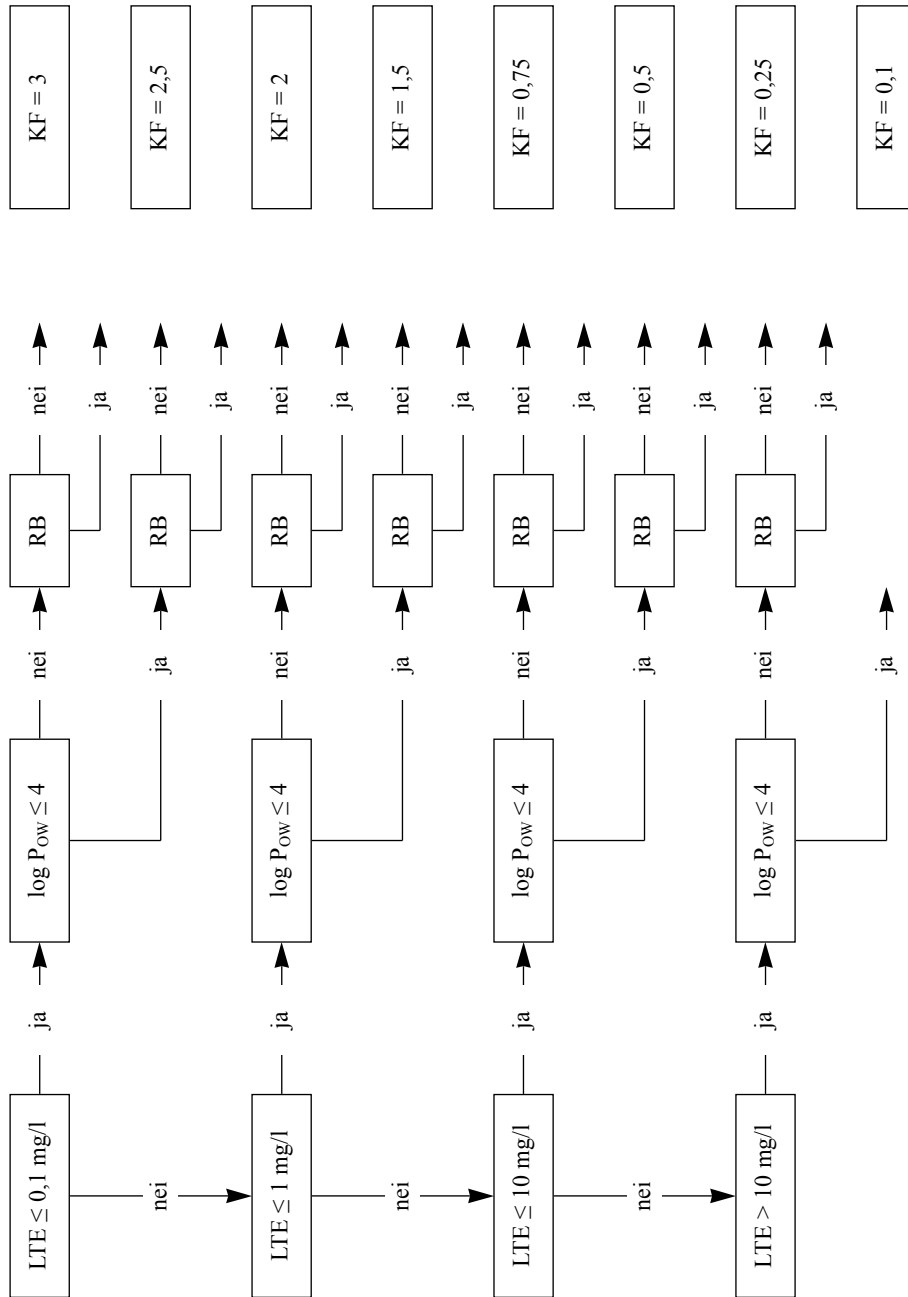 LTE ≤ 0,1 mg/l ja log P_OW ≤ 4 nei RB nei KF = 3
ja
nei ja RB nei KF = 2,5
ja
LTE ≤ 1 mg/l ja log P_OW ≤ 4 nei RB nei KF = 2
ja
nei ja RB nei KF = 1,5
ja
LTE ≤ 10 mg/l ja log P_OW ≤ 4 nei RB nei KF = 0,75
ja
nei ja RB nei KF = 0,5
ja
LTE > 10 mg/l ja log P_OW ≤ 4 nei RB nei KF = 0,25
ja
ja KF = 0,1